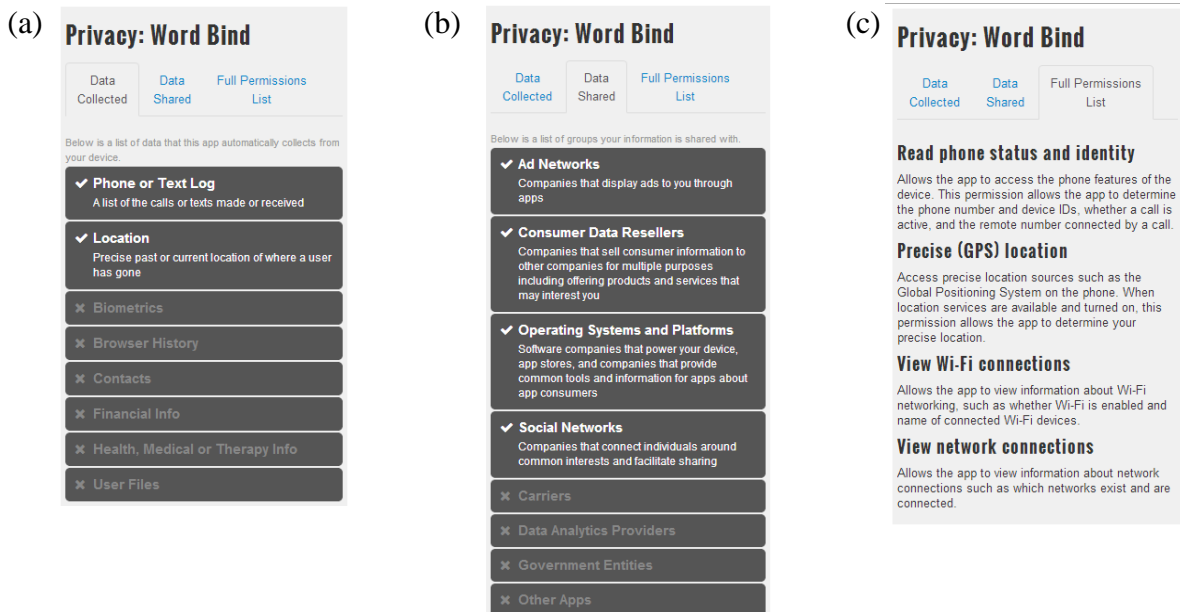 (a)
Privacy: Word Bind
Data Collected
Data Shared
Full Permissions List
Below is a list of data that this app automatically collects from
your device.
✔ Phone or Text Log
A list of the calls or texts made or received
✔ Location
Precise past or current location of where a user
has gone
✖ Biometrics
✖ Browser History
✖ Contacts
✖ Financial Info
✖ Health, Medical or Therapy Info
✖ User Files
(b)
Privacy: Word Bind
Data Collected
Data Shared
Full Permissions List
Below is a list of groups your information is shared with.
✔ Ad Networks
Companies that display ads to you through
apps
✔ Consumer Data Resellers
Companies that sell consumer information to
other companies for multiple purposes
including offering products and services that
may interest you
✔ Operating Systems and Platforms
Software companies that power your device,
app stores, and companies that provide
common tools and information for apps about
app consumers
✔ Social Networks
Companies that connect individuals around
common interests and facilitate sharing
✖ Carriers
✖ Data Analytics Providers
✖ Government Entities
✖ Other Apps
(c)
Privacy: Word Bind
Data Collected
Data Shared
Full Permissions List
Read phone status and identity
Allows the app to access the phone features of the
device. This permission allows the app to determine
the phone number and device IDs, whether a call is
active, and the remote number connected by a call.
Precise (GPS) location
Access precise location sources such as the
Global Positioning System on the phone. When
location services are available and turned on, this
permission allows the app to determine your
precise location.
View Wi-Fi connections
Allows the app to view information about Wi-Fi
networking, such as whether Wi-Fi is enabled and
name of connected Wi-Fi devices.
View network connections
Allows the app to view information about network
connections such as which networks exist and are
connected.